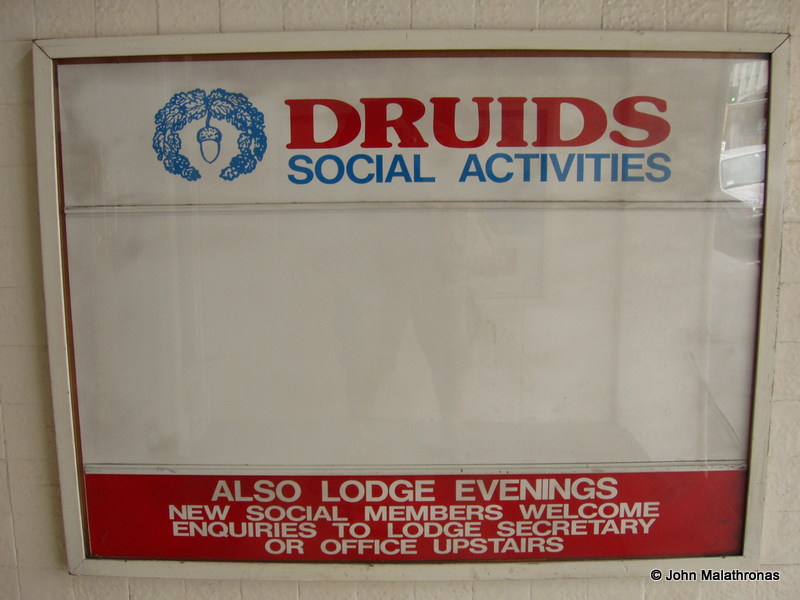 DRUIDS
SOCIAL ACTIVITIES
ALSO LODGE EVENINGS
NEW SOCIAL MEMBERS WELCOME
ENQUIRIES TO LODGE SECRETARY
OR OFFICE UPSTAIRS
© John Malathronas